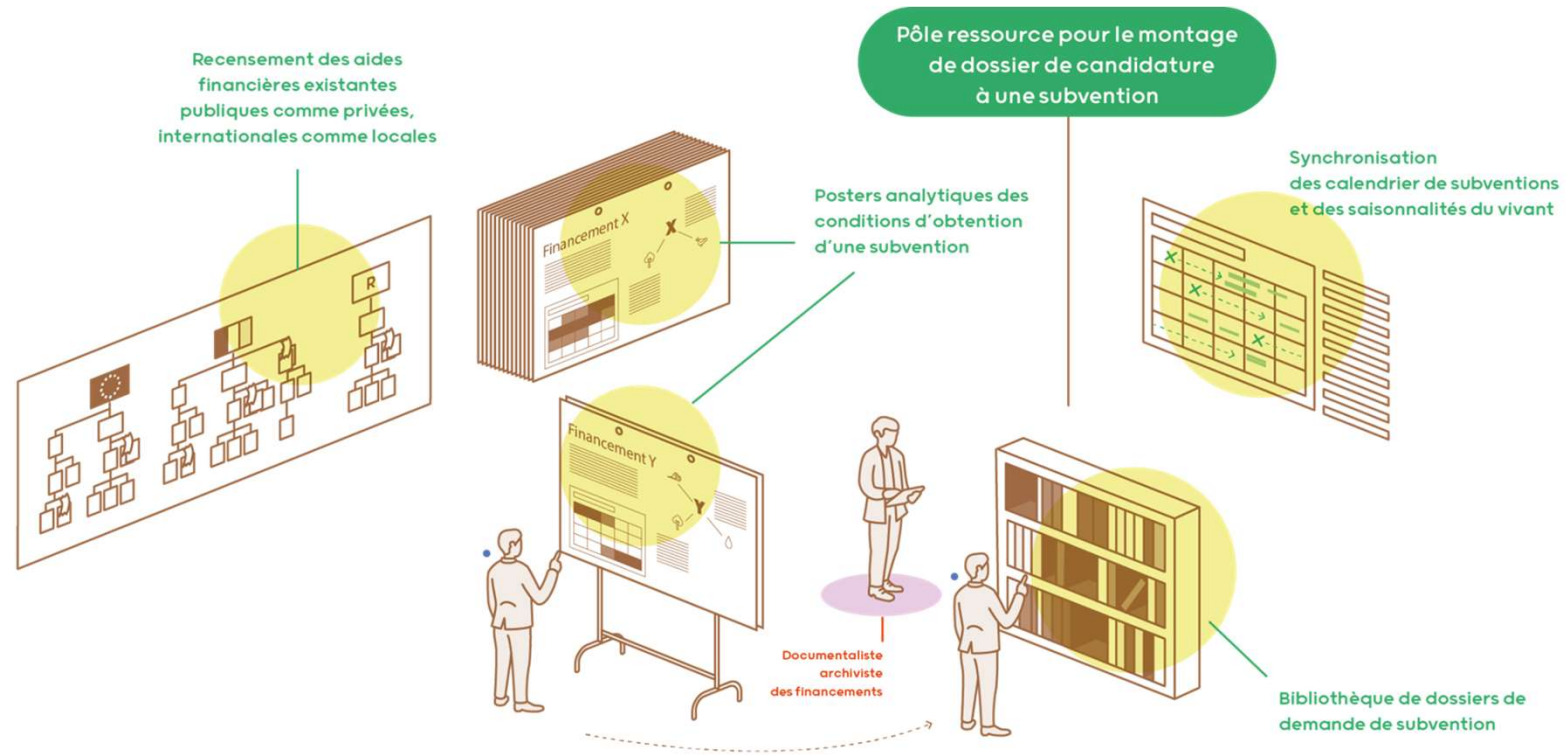 Pôle ressource pour le montage
de dossier de candidature
à une subvention
Recensement des aides
financières existantes
publiques comme privées,
internationales comme locales
Posters analytiques des
conditions d'obtention
d'une subvention
Synchronisation
des calendrier de subventions
et des saisonnalités du vivant
Financement X
X
R
Financement Y
Y
Documentaliste
archiviste
des financements
Bibliothèque de dossiers de
demande de subvention